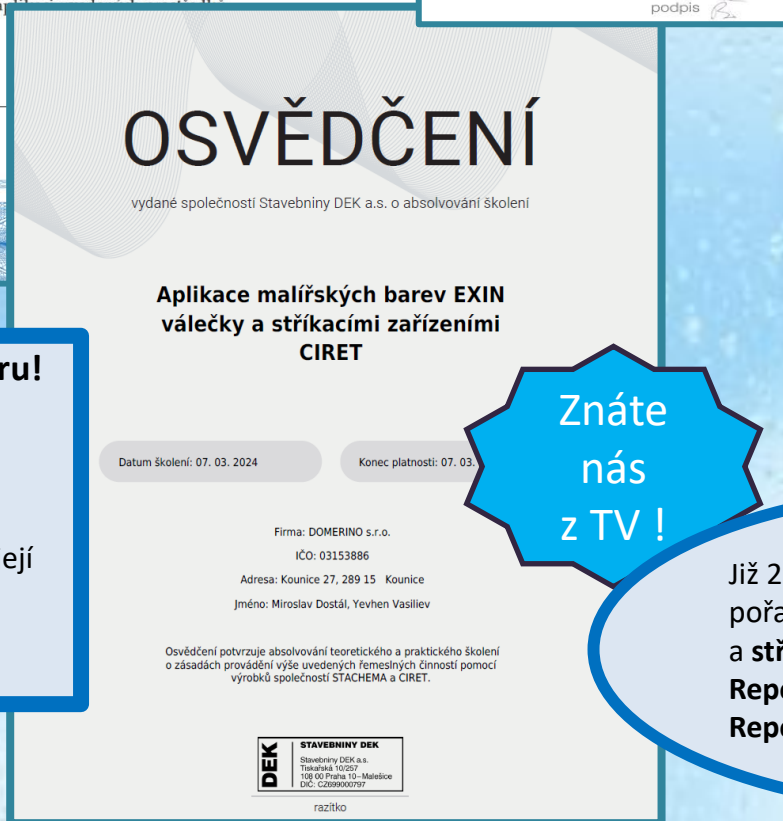 podpis
OSVĚDČENÍ
vydané společností Stavebniny DEK a.s. o absolvování školení
Aplikace malířských barev EXIN
válečky a stříkacími zařízeními
CIRET
ru!
Datum školení: 07. 03. 2024
Konec platnosti: 07. 03.
Znáte
nás
z TV !
ejí
Firma: DOMERINO s.r.o.
IČO: 03153886
Adresa: Kounice 27, 289 15 Kounice
Jméno: Miroslav Dostál, Yevhen Vasiliev
Již 2
pořa
a stř
Repo
Repo
Osvědčení potvrzuje absolvování teoretického a praktického školení
o zásadách provádění výše uvedených řemeslných činností pomocí
výrobků společností STACHEMA a CIRET.
DEK
STAVEBNINY DEK
Stavebniny DEK a.s.
Tiskařská 10/257
108 00 Praha 10–Malešice
DIČ: CZ699000797
razítko